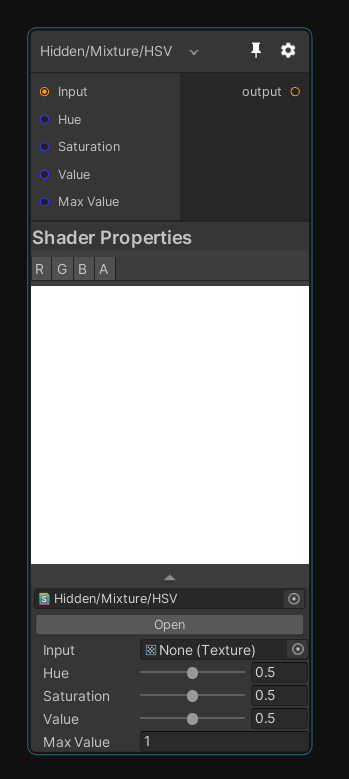 Hidden/Mixture/HSV
Input output
Hue
Saturation
Value
Max Value
Shader Properties
R G B A
S Hidden/Mixture/HSV
Open
Input None (Texture)
Hue 0.5
Saturation 0.5
Value 0.5
Max Value 1